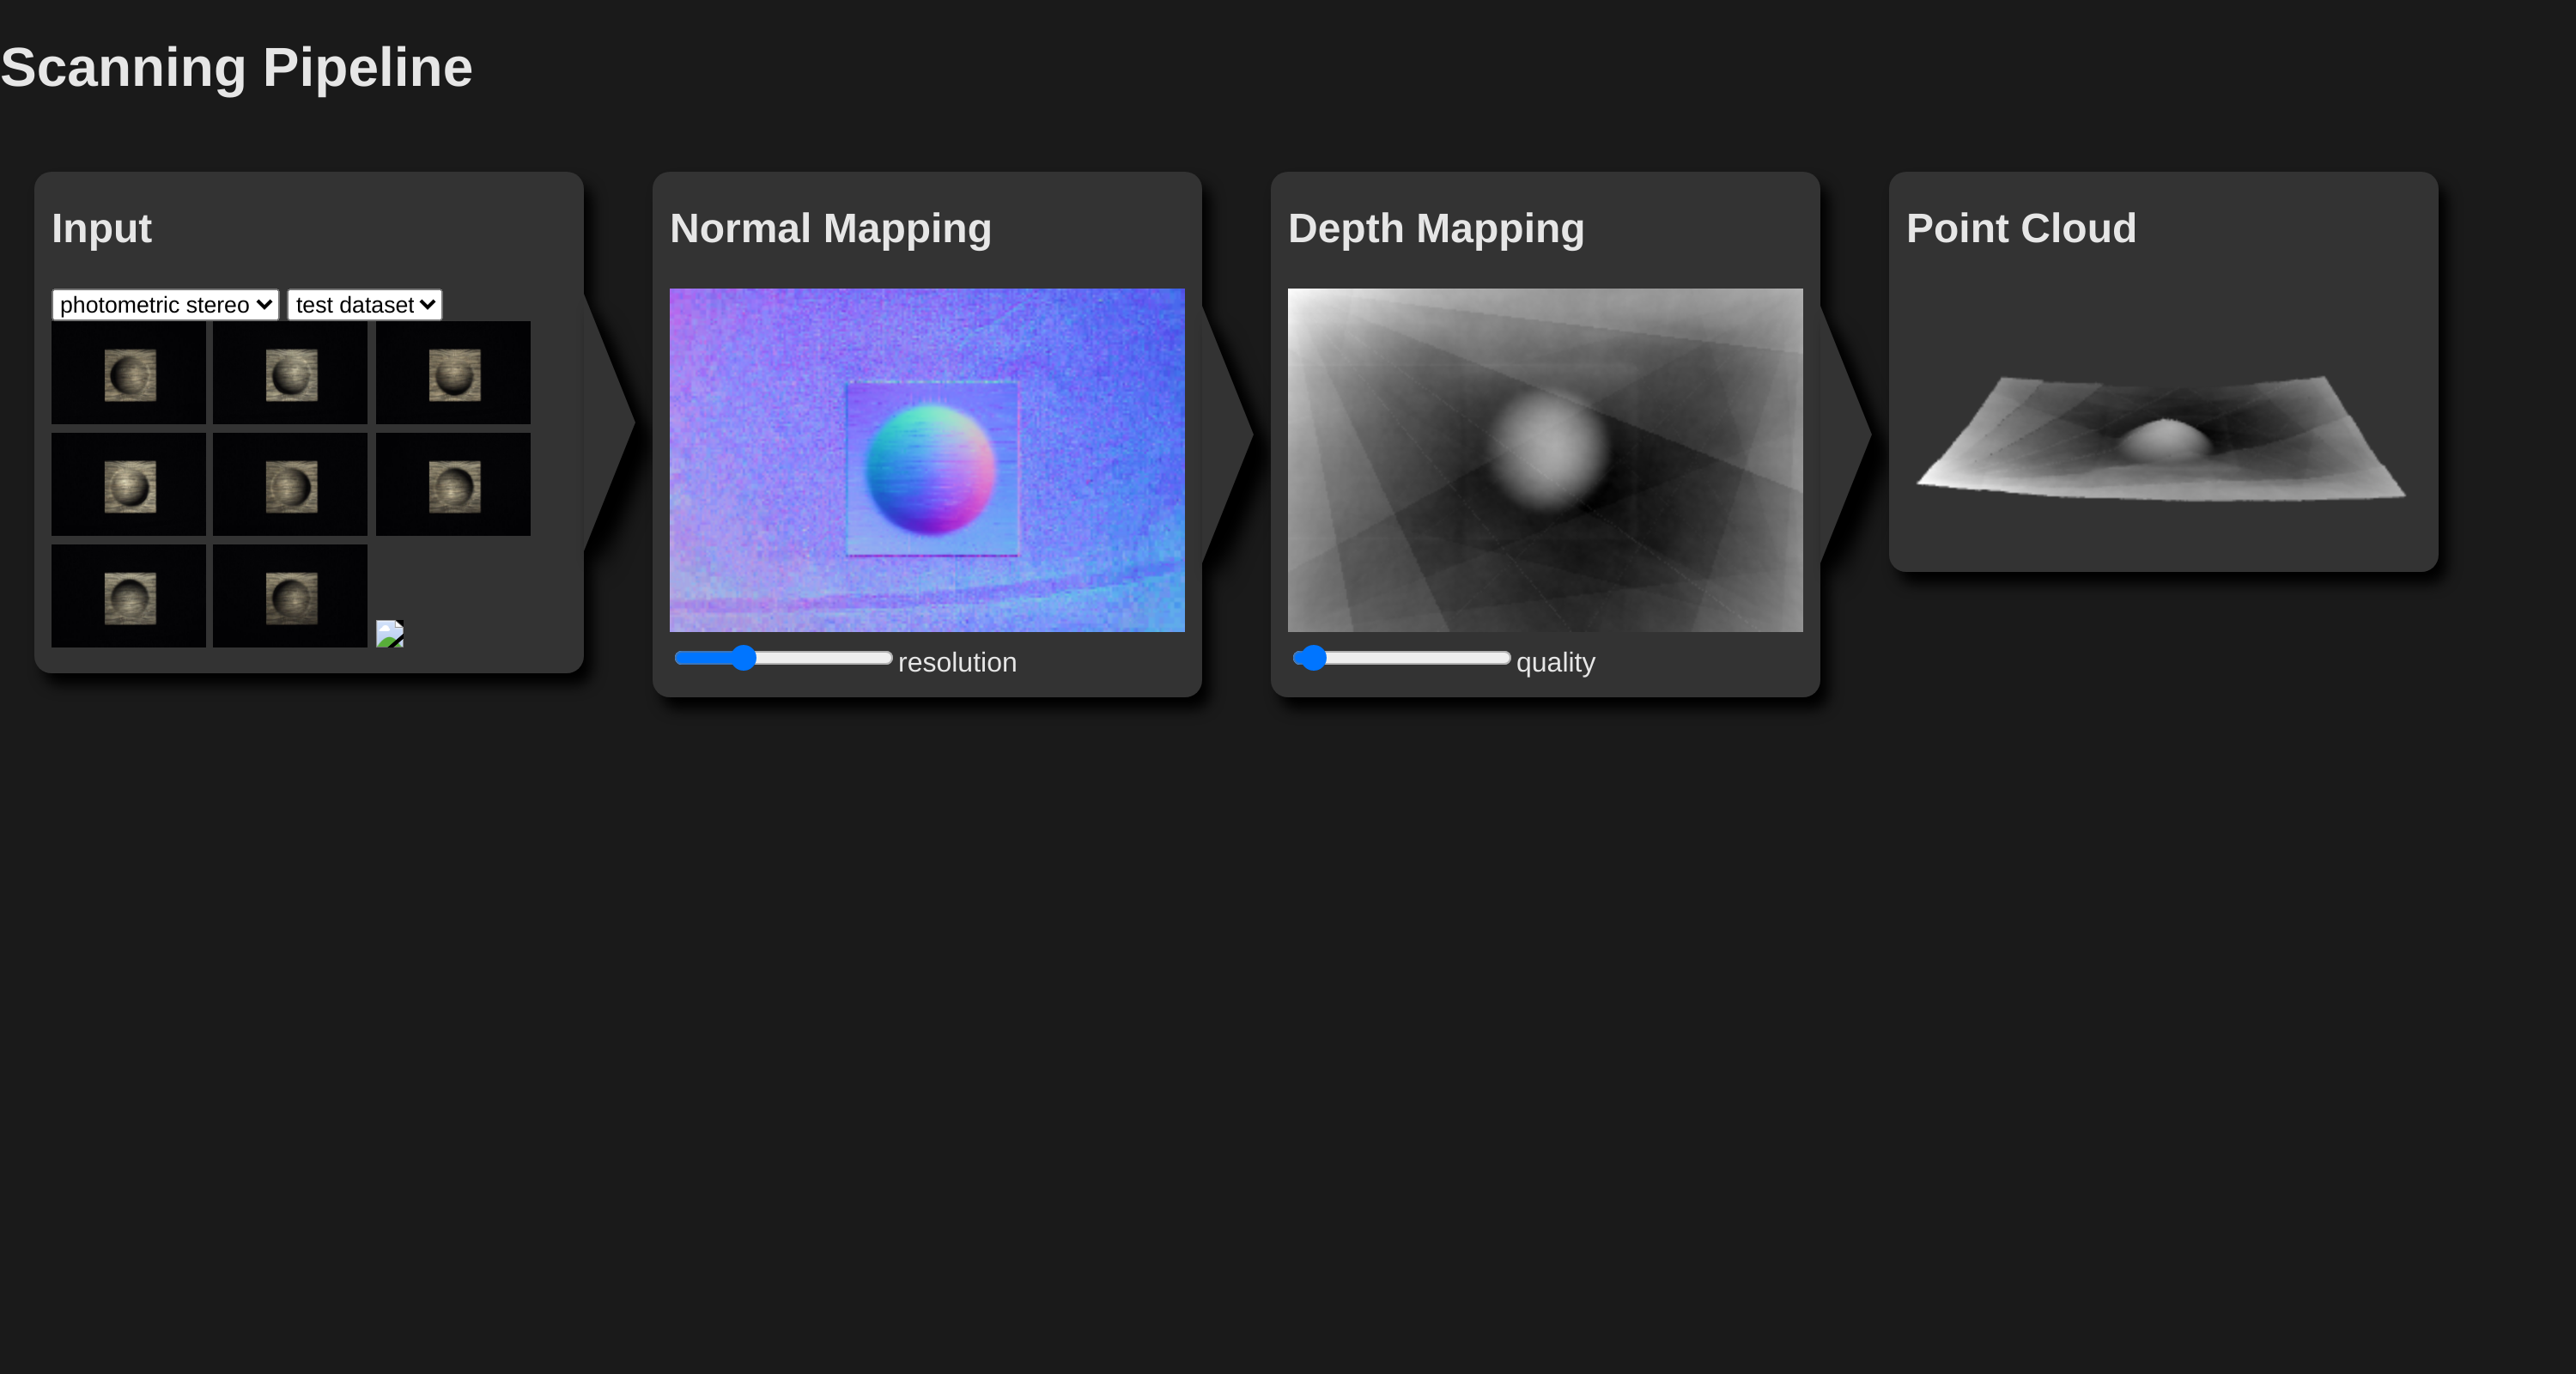 Scanning Pipeline
Input
photometric stereo test dataset
Normal Mapping
resolution
Depth Mapping
quality
Point Cloud